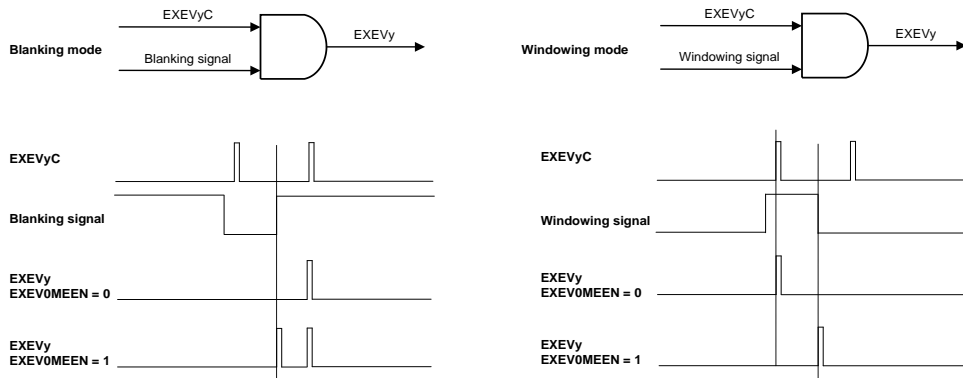 EXEVyC
Blanking mode
EXEVy
Blanking signal
EXEVyC
Blanking signal
EXEVy
EXEV0MEEN = 0
EXEVy
EXEV0MEEN = 1
EXEVyC
Windowing mode
EXEVy
Windowing signal
EXEVyC
Windowing signal
EXEVy
EXEV0MEEN = 0
EXEVy
EXEV0MEEN = 1